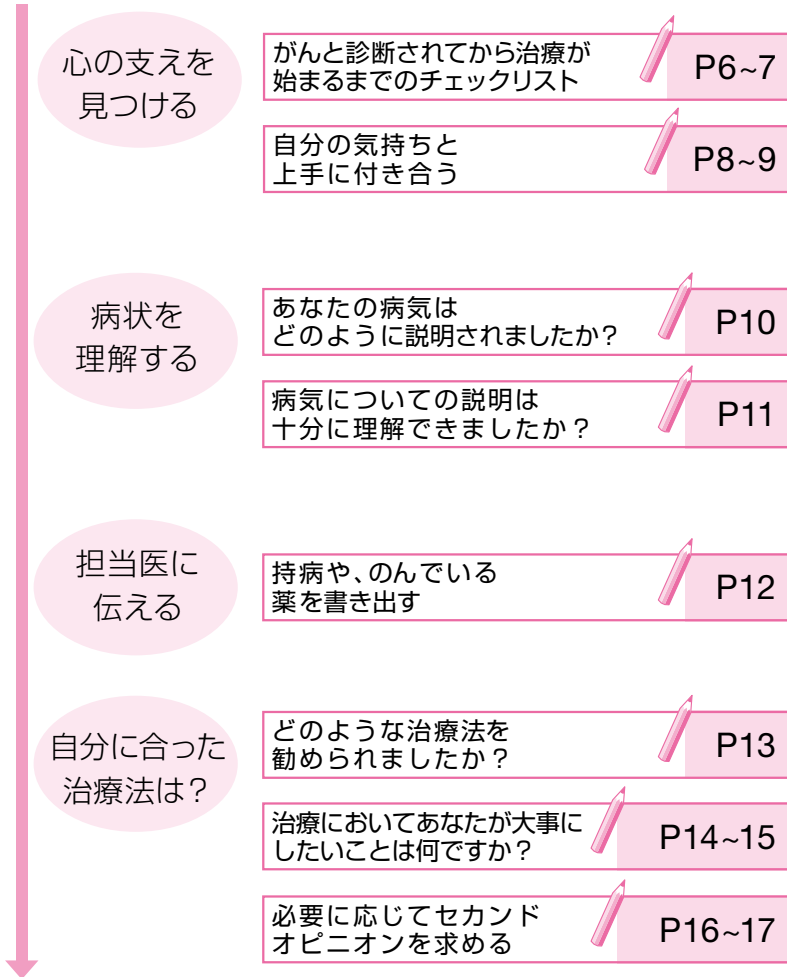 心の支えを
見つける
がんと診断されてから治療が
始まるまでのチェックリスト
P6~7
自分の気持ちと
上手に付き合う
P8~9
病状を
理解する
あなたの病気は
どのように説明されましたか?
P10
病気についての説明は
十分に理解できましたか?
P11
担当医に
伝える
持病や、のんでいる
薬を書き出す
P12
自分に合った
治療法は?
どのような治療法を
勧められましたか?
P13
治療においてあなたが大事に
したいことは何ですか?
P14~15
必要に応じてセカンド
オピニオンを求める
P16~17